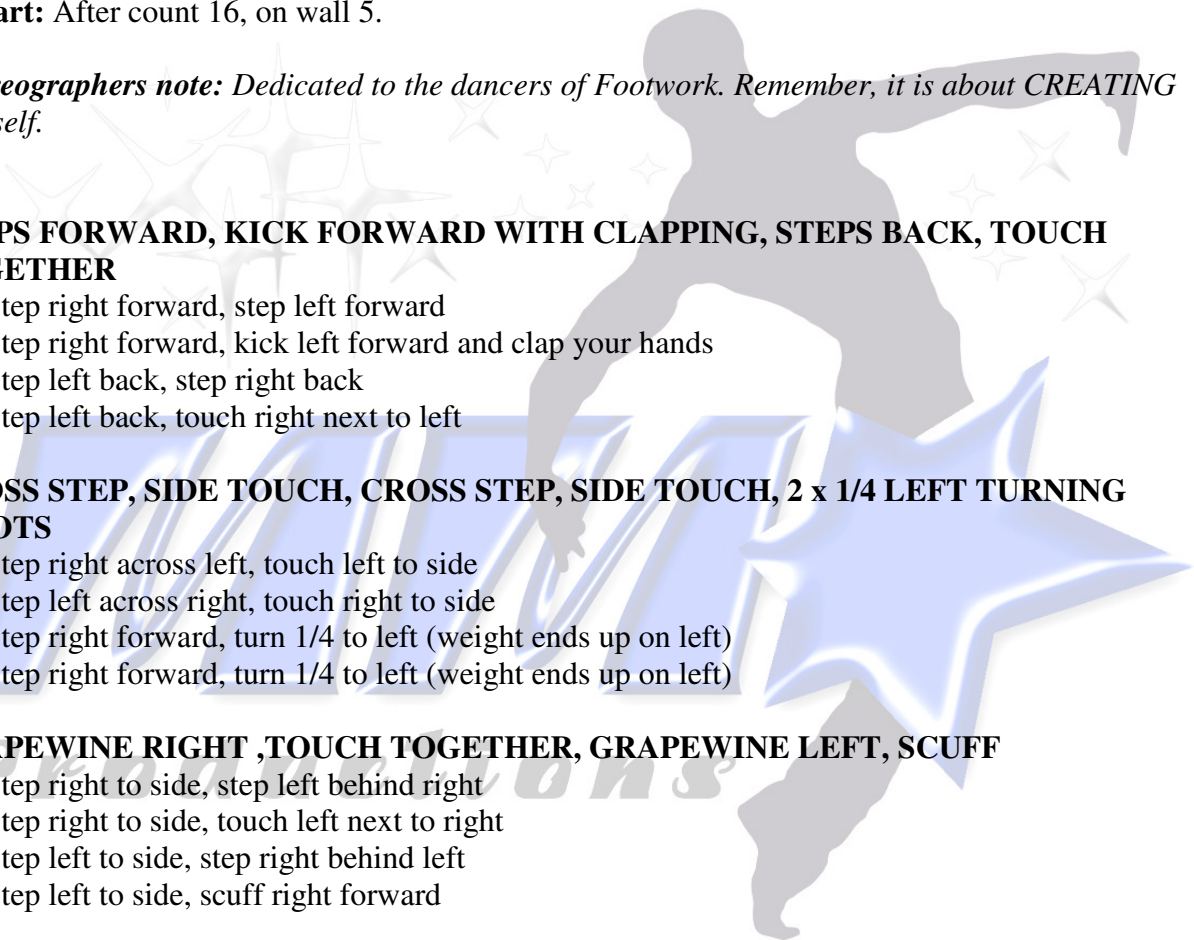 art: After count 16, on wall 5.
reographers note: Dedicated to the dancers of Footwork. Remember, it is about CREATING
self.
PS FORWARD, KICK FORWARD WITH CLAPPING, STEPS BACK, TOUCH
GETHER
tep right forward, step left forward
tep right forward, kick left forward and clap your hands
tep left back, step right back
tep left back, touch right next to left
OSS STEP, SIDE TOUCH, CROSS STEP, SIDE TOUCH, 2 x 1/4 LEFT TURNING
OTS
tep right across left, touch left to side
tep left across right, touch right to side
tep right forward, turn 1/4 to left (weight ends up on left)
tep right forward, turn 1/4 to left (weight ends up on left)
MM
APEWINE RIGHT ,TOUCH TOGETHER, GRAPEWINE LEFT, SCUFF
roductions
tep right to side, step left behind right
tep right to side, touch left next to right
tep left to side, step right behind left
tep left to side, scuff right forward